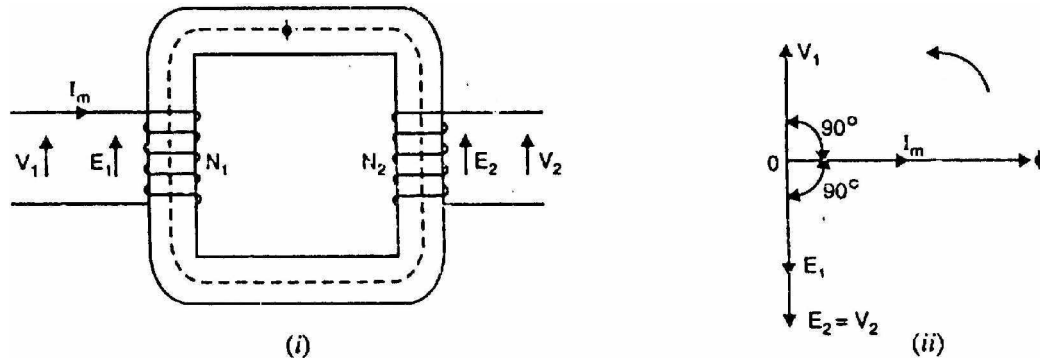 ϕ
I_m
V_1 E_1 N_1 N_2 E_2 V_2
(i)
V_1
90°
0 I_m ϕ
90°
E_1
E_2 = V_2
(ii)